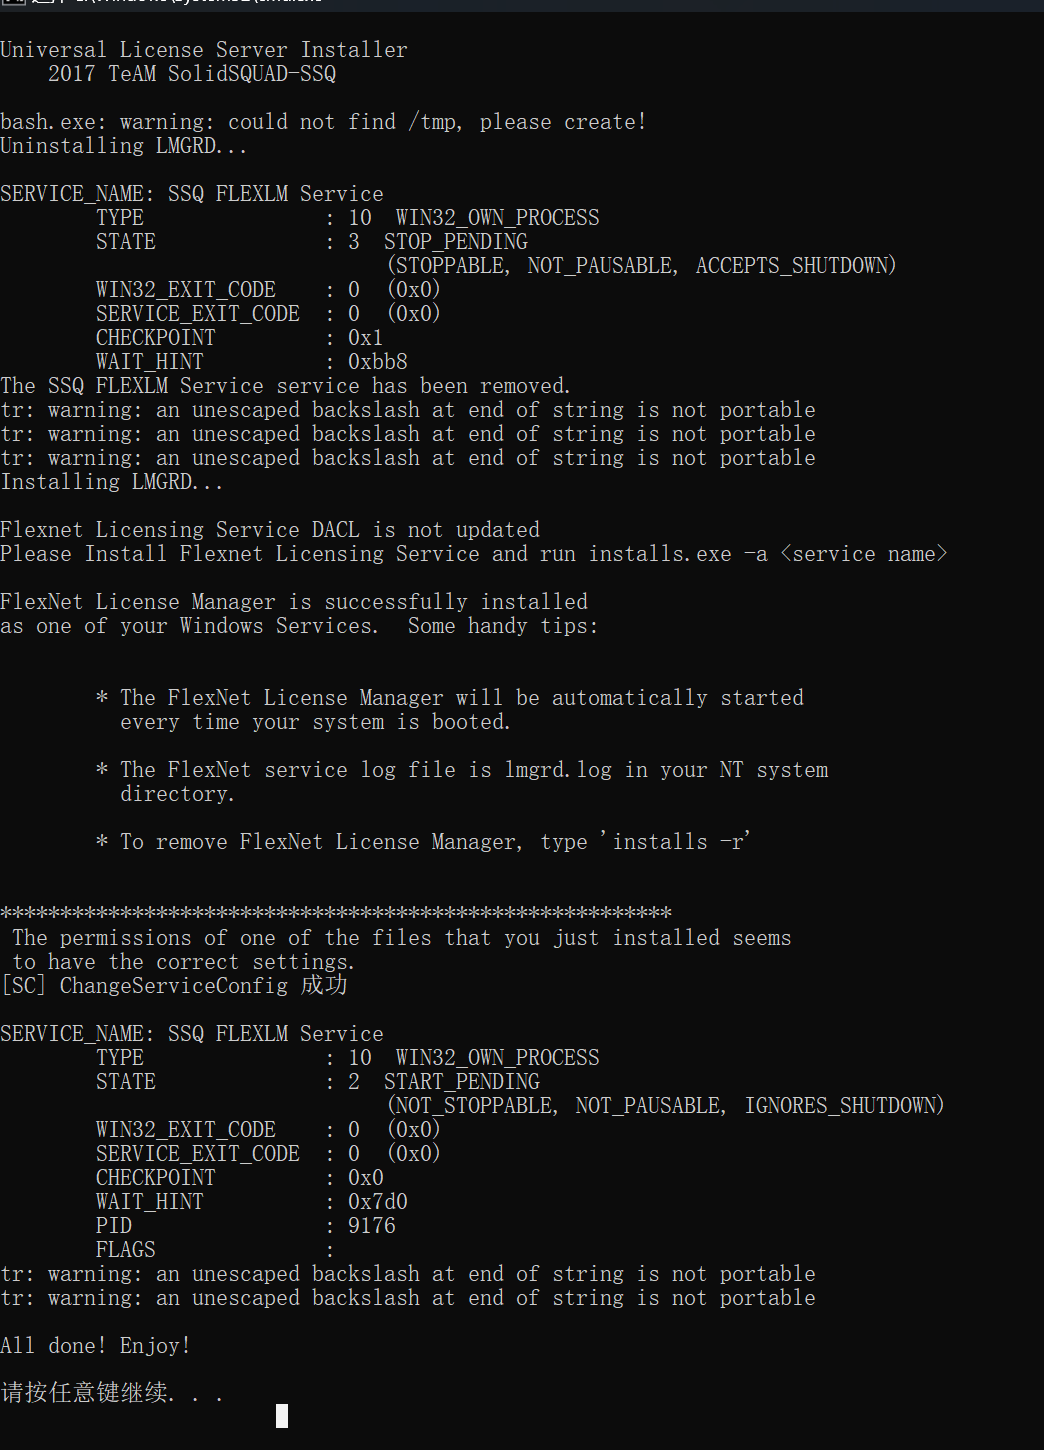 Universal License Server Installer
2017 TeAM SolidSQUAD-SSQ
bash.exe: warning: could not find /tmp, please create!
Uninstalling LMGRD...
SERVICE_NAME: SSQ FLEXLM Service
TYPE : 10 WIN32_OWN_PROCESS
STATE : 3 STOP_PENDING
(STOPPABLE, NOT_PAUSABLE, ACCEPTS_SHUTDOWN)
WIN32_EXIT_CODE : 0 (0x0)
SERVICE_EXIT_CODE : 0 (0x0)
CHECKPOINT : 0x1
WAIT_HINT : 0xbb8
The SSQ FLEXLM Service service has been removed.
tr: warning: an unescaped backslash at end of string is not portable
tr: warning: an unescaped backslash at end of string is not portable
tr: warning: an unescaped backslash at end of string is not portable
Installing LMGRD...
Flexnet Licensing Service DACL is not updated
Please Install Flexnet Licensing Service and run installs.exe -a <service name>
FlexNet License Manager is successfully installed
as one of your Windows Services. Some handy tips:
* The FlexNet License Manager will be automatically started
every time your system is booted.
* The FlexNet service log file is lmgrd.log in your NT system
directory.
* To remove FlexNet License Manager, type 'installs -r'
********************************************************
The permissions of one of the files that you just installed seems
to have the correct settings.
[SC] ChangeServiceConfig 成功
SERVICE_NAME: SSQ FLEXLM Service
TYPE : 10 WIN32_OWN_PROCESS
STATE : 2 START_PENDING
(NOT_STOPPABLE, NOT_PAUSABLE, IGNORES_SHUTDOWN)
WIN32_EXIT_CODE : 0 (0x0)
SERVICE_EXIT_CODE : 0 (0x0)
CHECKPOINT : 0x0
WAIT_HINT : 0x7d0
PID : 9176
FLAGS :
tr: warning: an unescaped backslash at end of string is not portable
tr: warning: an unescaped backslash at end of string is not portable
All done! Enjoy!
请按任意键继续. . .